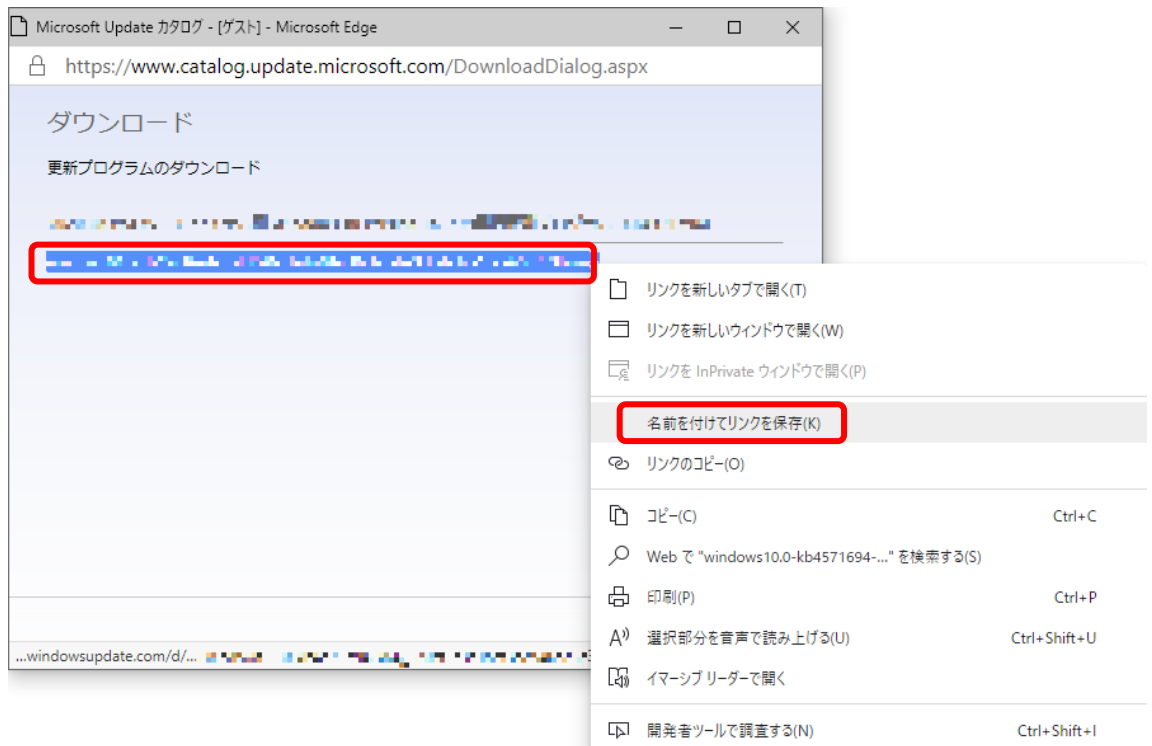 Microsoft Update カタログ - [ゲスト] - Microsoft Edge
https://www.catalog.update.microsoft.com/DownloadDialog.aspx
ダウンロード
更新プログラムのダウンロード
リンクを新しいタブで開く(T)
リンクを新しいウィンドウで開く(W)
リンクを InPrivate ウィンドウで開く(P)
名前を付けてリンクを保存(K)
リンクのコピー(O)
コピー(C) Ctrl+C
Web で "windows10.0-kb4571694-..." を検索する(S)
印刷(P) Ctrl+P
選択部分を音声で読み上げる(U) Ctrl+Shift+U
...windowsupdate.com/d/...
イマーシブ リーダーで開く
開発者ツールで調査する(N) Ctrl+Shift+I